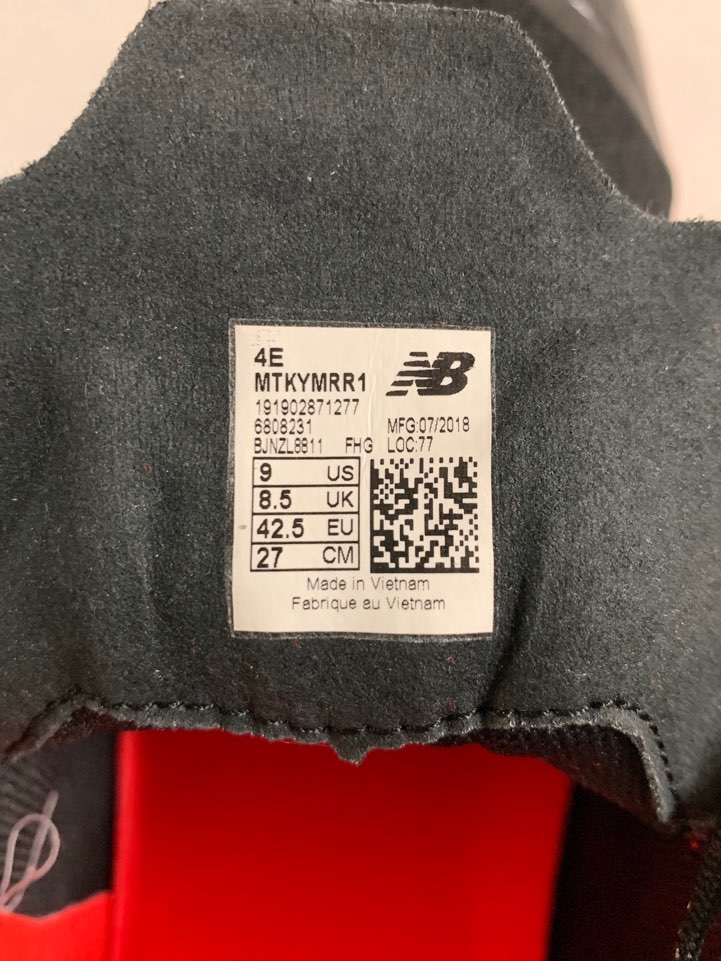 4E
MTKYMRR1
NB
191902871277
6808231 MFG:07/2018
BJNZL8811 FHG LOC:77
9 US
8.5 UK
42.5 EU
27 CM
Made in Vietnam
Fabrique au Vietnam